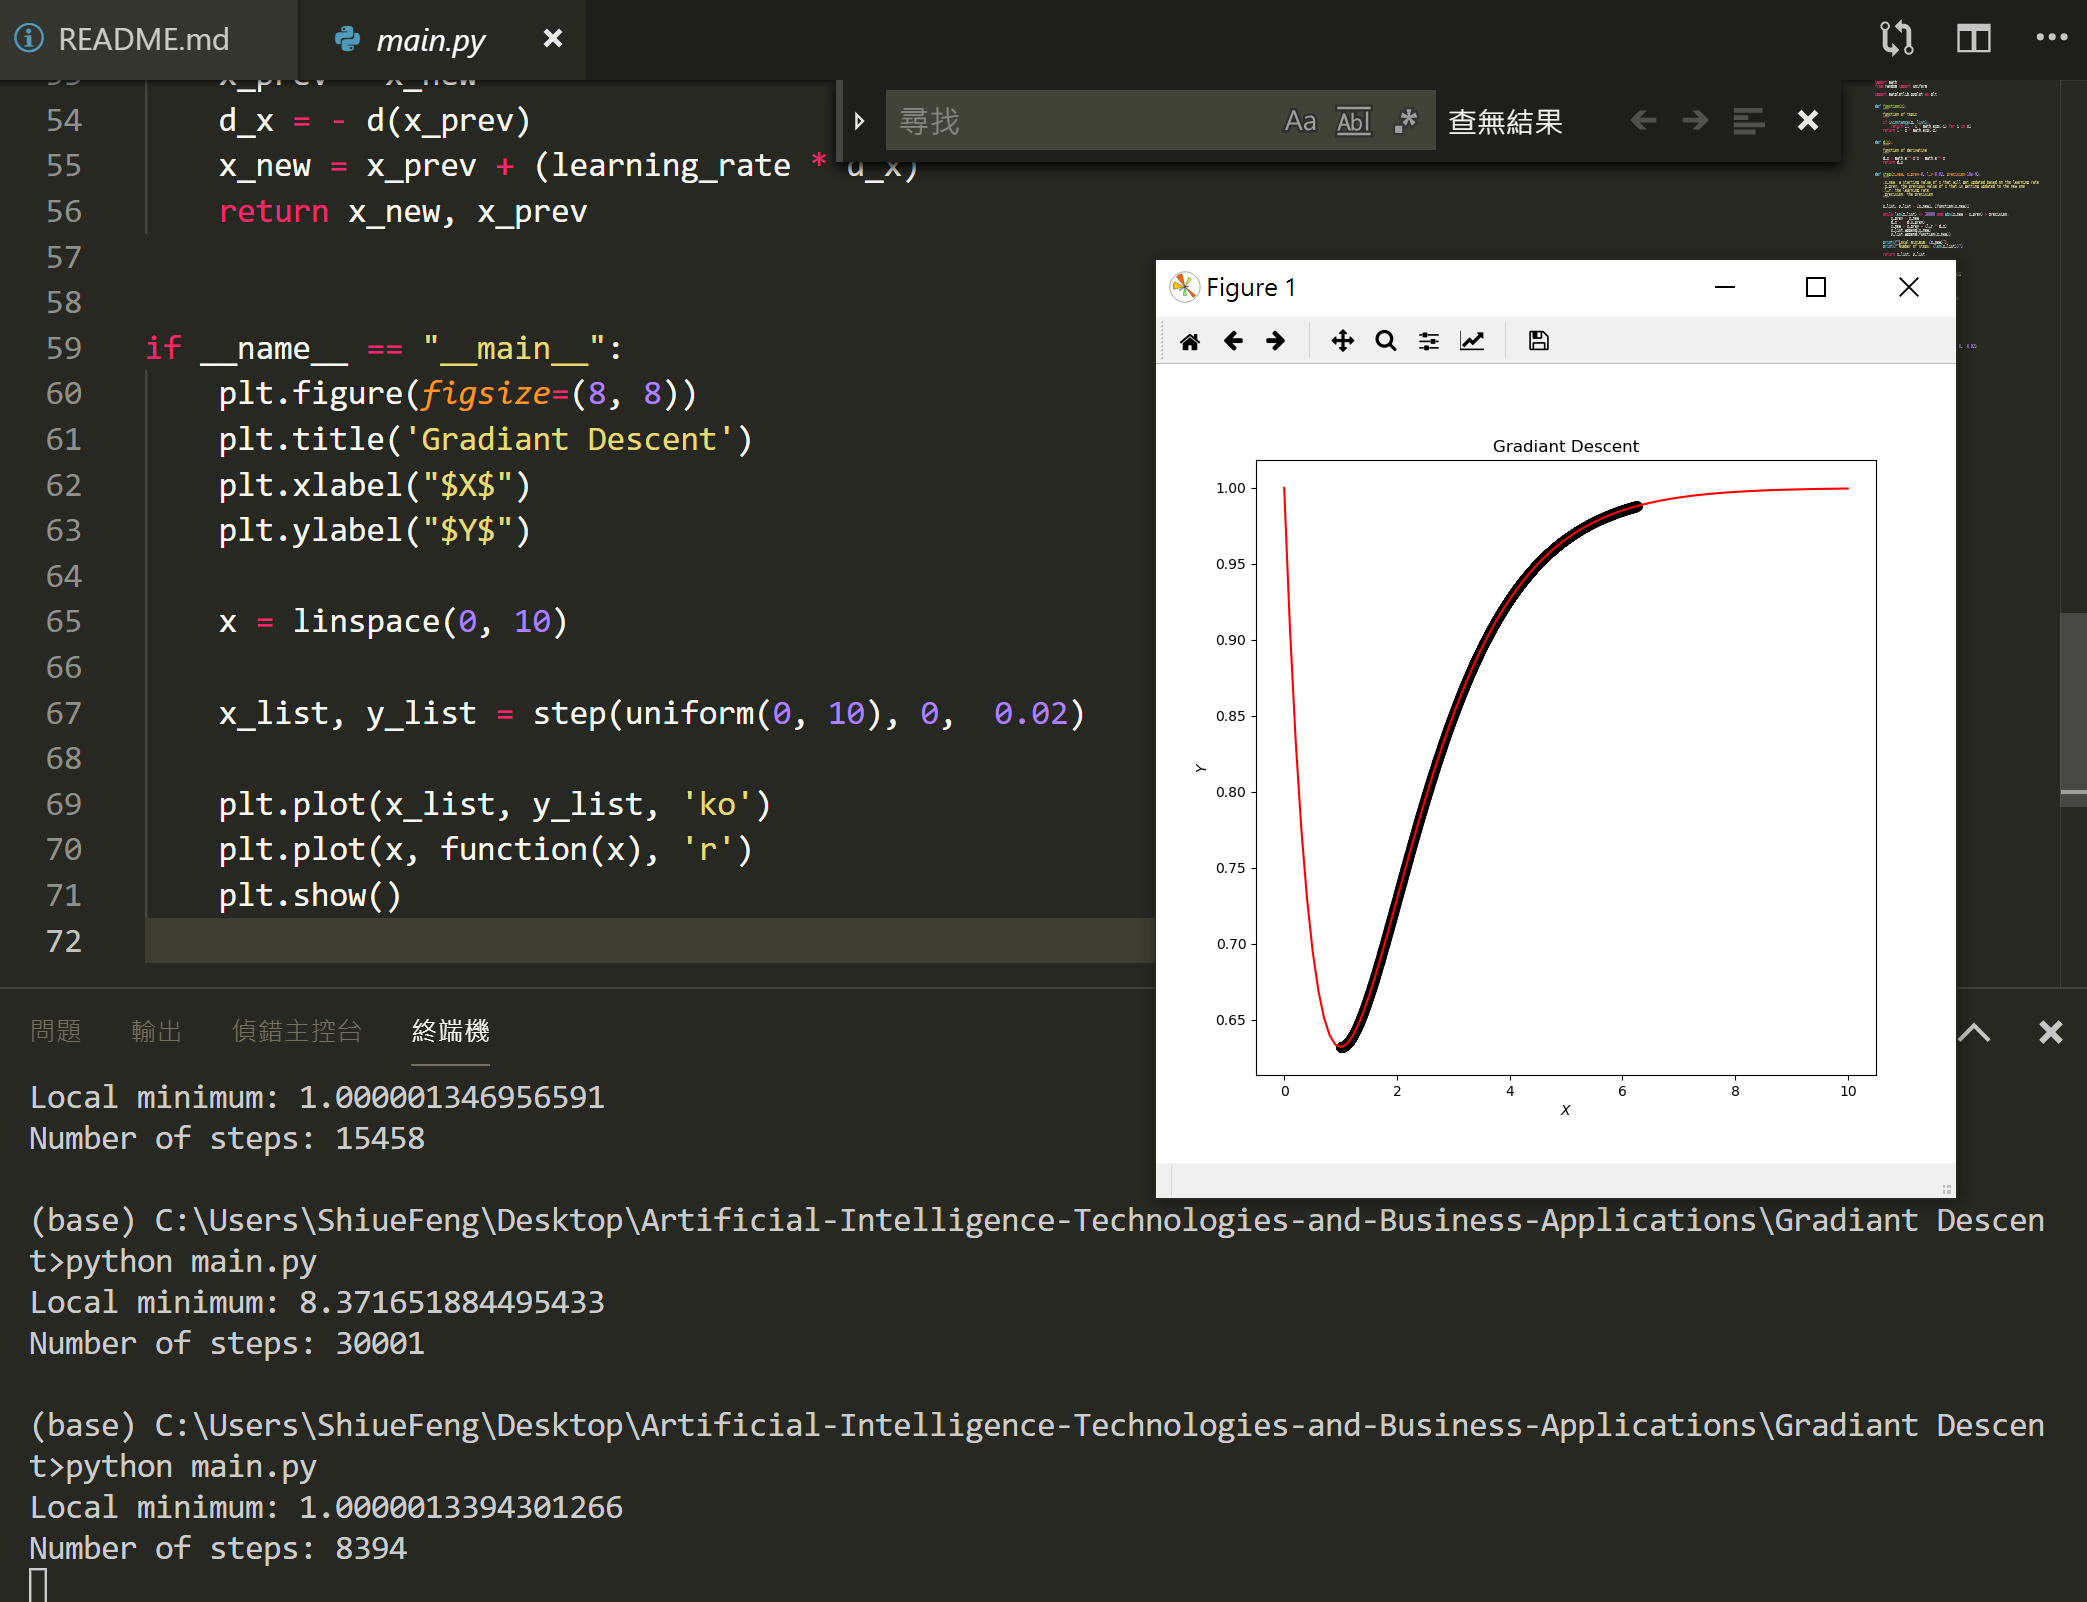 README.md
main.py
尋找
Aa
Abl
.*
查無結果
54 d_x = - d(x_prev)
55 x_new = x_prev + (learning_rate * d_x)
56 return x_new, x_prev
57
58
59 if __name__ == "__main__":
60 plt.figure(figsize=(8, 8))
61 plt.title('Gradiant Descent')
62 plt.xlabel("$X$")
63 plt.ylabel("$Y$")
64
65 x = linspace(0, 10)
66
67 x_list, y_list = step(uniform(0, 10), 0,  0.02)
68
69 plt.plot(x_list, y_list, 'ko')
70 plt.plot(x, function(x), 'r')
71 plt.show()
72
Figure 1
Gradiant Descent
1.00
0.95
0.90
0.85
0.80
0.75
0.70
0.65
Y
0 2 4 6 8 10
X
問題 輸出 偵錯主控台 終端機
Local minimum: 1.000001346956591
Number of steps: 15458
(base) C:\Users\ShiueFeng\Desktop\Artificial-Intelligence-Technologies-and-Business-Applications\Gradiant Descen
t>python main.py
Local minimum: 8.371651884495433
Number of steps: 30001
(base) C:\Users\ShiueFeng\Desktop\Artificial-Intelligence-Technologies-and-Business-Applications\Gradiant Descen
t>python main.py
Local minimum: 1.0000013394301266
Number of steps: 8394